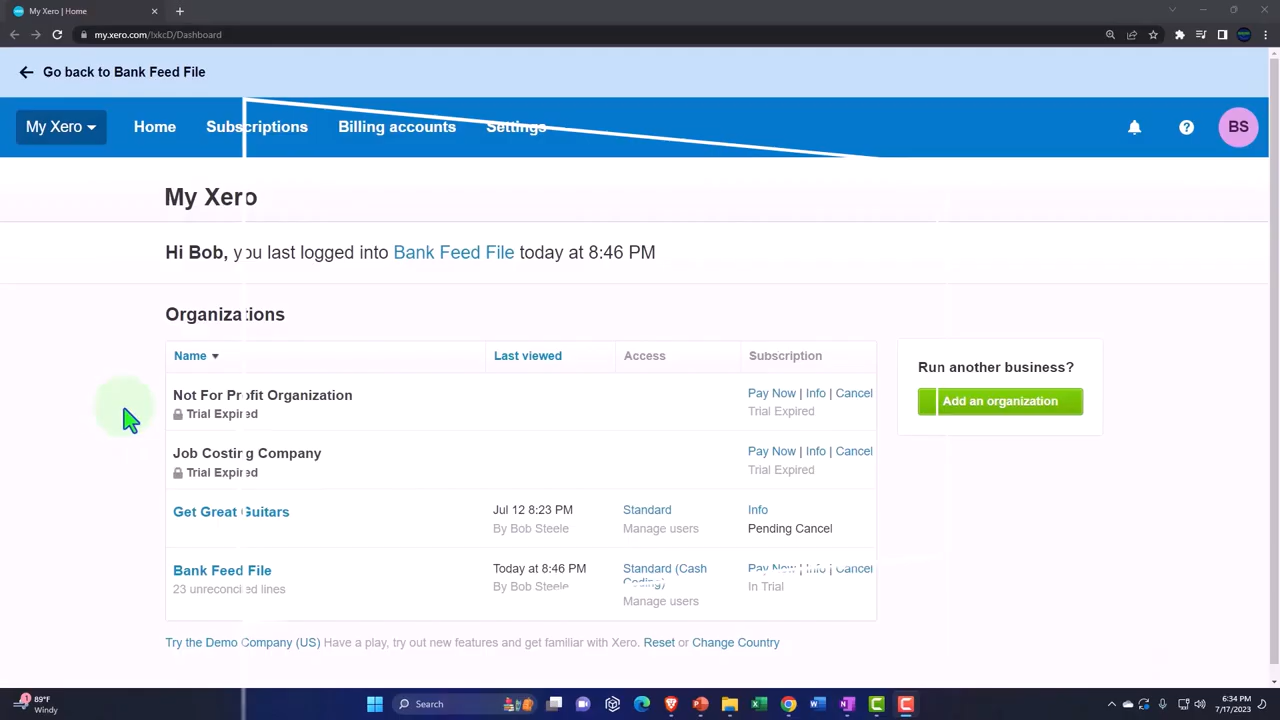 My Xero | Home
my.xero.com/!xkcD/Dashboard
Go back to Bank Feed File
My Xero Home Subscriptions Billing accounts Settings BS
My Xero
Hi Bob, you last logged into Bank Feed File today at 8:46 PM
Organizations
Name Last viewed Access Subscription
Run another business?
Add an organization
Not For Profit Organization Pay Now | Info | Cancel
Trial Expired Trial Expired
Job Costing Company Pay Now | Info | Cancel
Trial Expired Trial Expired
Get Great Guitars Jul 12 8:23 PM Standard Info
By Bob Steele Manage users Pending Cancel
Bank Feed File Today at 8:46 PM Standard (Cash Coding) Pay Now | Info | Cancel
23 unreconciled lines By Bob Steele Manage users In Trial
Try the Demo Company (US) Have a play, try out new features and get familiar with Xero. Reset or Change Country
89°F
Windy
Search
6:34 PM
7/17/2023